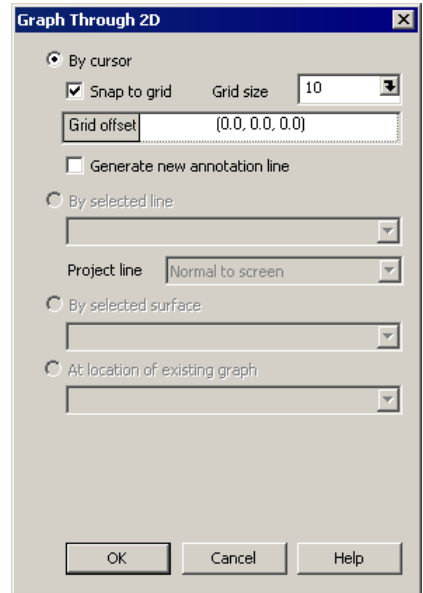 Graph Through 2D
By cursor
Snap to grid Grid size 10
Grid offset (0.0, 0.0, 0.0)
Generate new annotation line
By selected line
Project line Normal to screen
By selected surface
At location of existing graph
OK Cancel Help